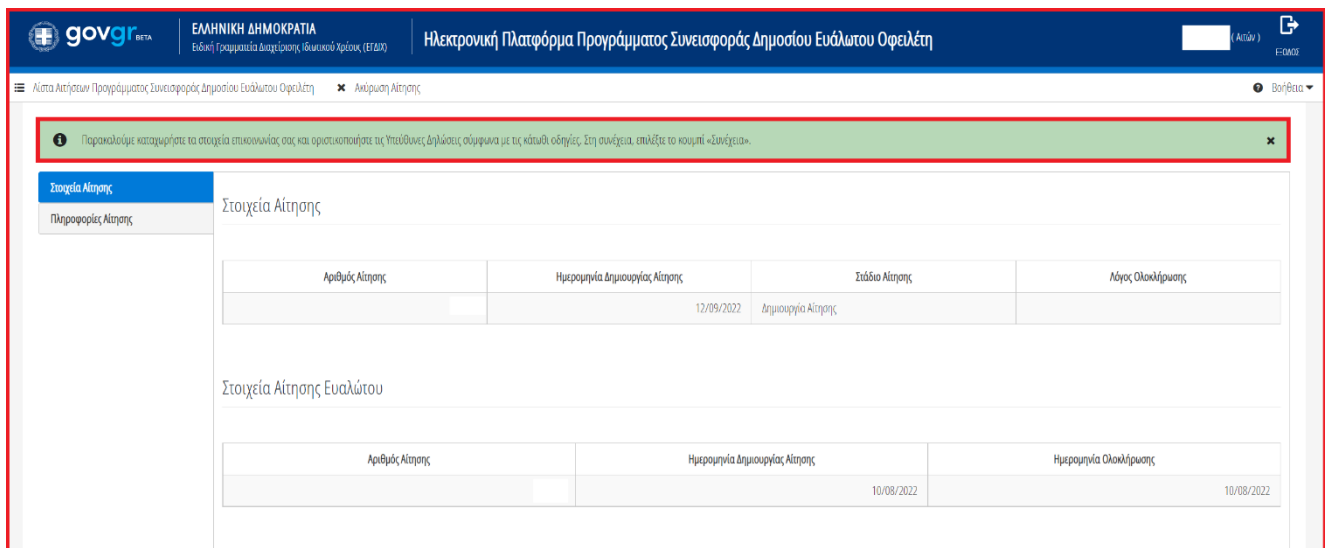 govgr BETA
ΕΛΛΗΝΙΚΗ ΔΗΜΟΚΡΑΤΙΑ
Ειδική Γραμματεία Διαχείρισης Ιδιωτικού Χρέους (ΕΓΔΙΧ)
Ηλεκτρονική Πλατφόρμα Προγράμματος Συνεισφοράς Δημοσίου Ευάλωτου Οφειλέτη
( Αιτών )
ΕΞΟΔΟΣ
Λίστα Αιτήσεων Προγράμματος Συνεισφοράς Δημοσίου Ευάλωτου Οφειλέτη
Ακύρωση Αίτησης
Βοήθεια
Παρακαλούμε καταχωρήστε τα στοιχεία επικοινωνίας σας και οριστικοποιήστε τις Υπεύθυνες Δηλώσεις σύμφωνα με τις κάτωθι οδηγίες. Στη συνέχεια, επιλέξτε το κουμπί «Συνέχεια».
Στοιχεία Αίτησης
Πληροφορίες Αίτησης
Στοιχεία Αίτησης
Αριθμός Αίτησης Ημερομηνία Δημιουργίας Αίτησης Στάδιο Αίτησης Λόγος Ολοκλήρωσης
12/09/2022 Δημιουργία Αίτησης
Στοιχεία Αίτησης Ευαλώτου
Αριθμός Αίτησης Ημερομηνία Δημιουργίας Αίτησης Ημερομηνία Ολοκλήρωσης
10/08/2022 10/08/2022